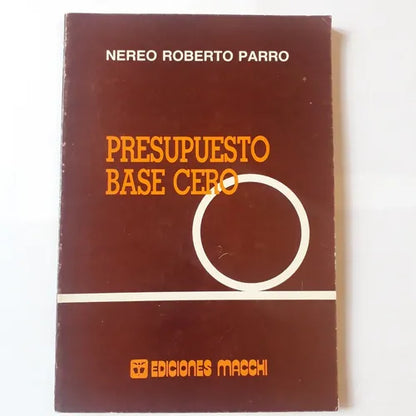 NEREO ROBERTO PARRO
PRESUPUESTO
BASE CERO
EDICIONES MACCHI